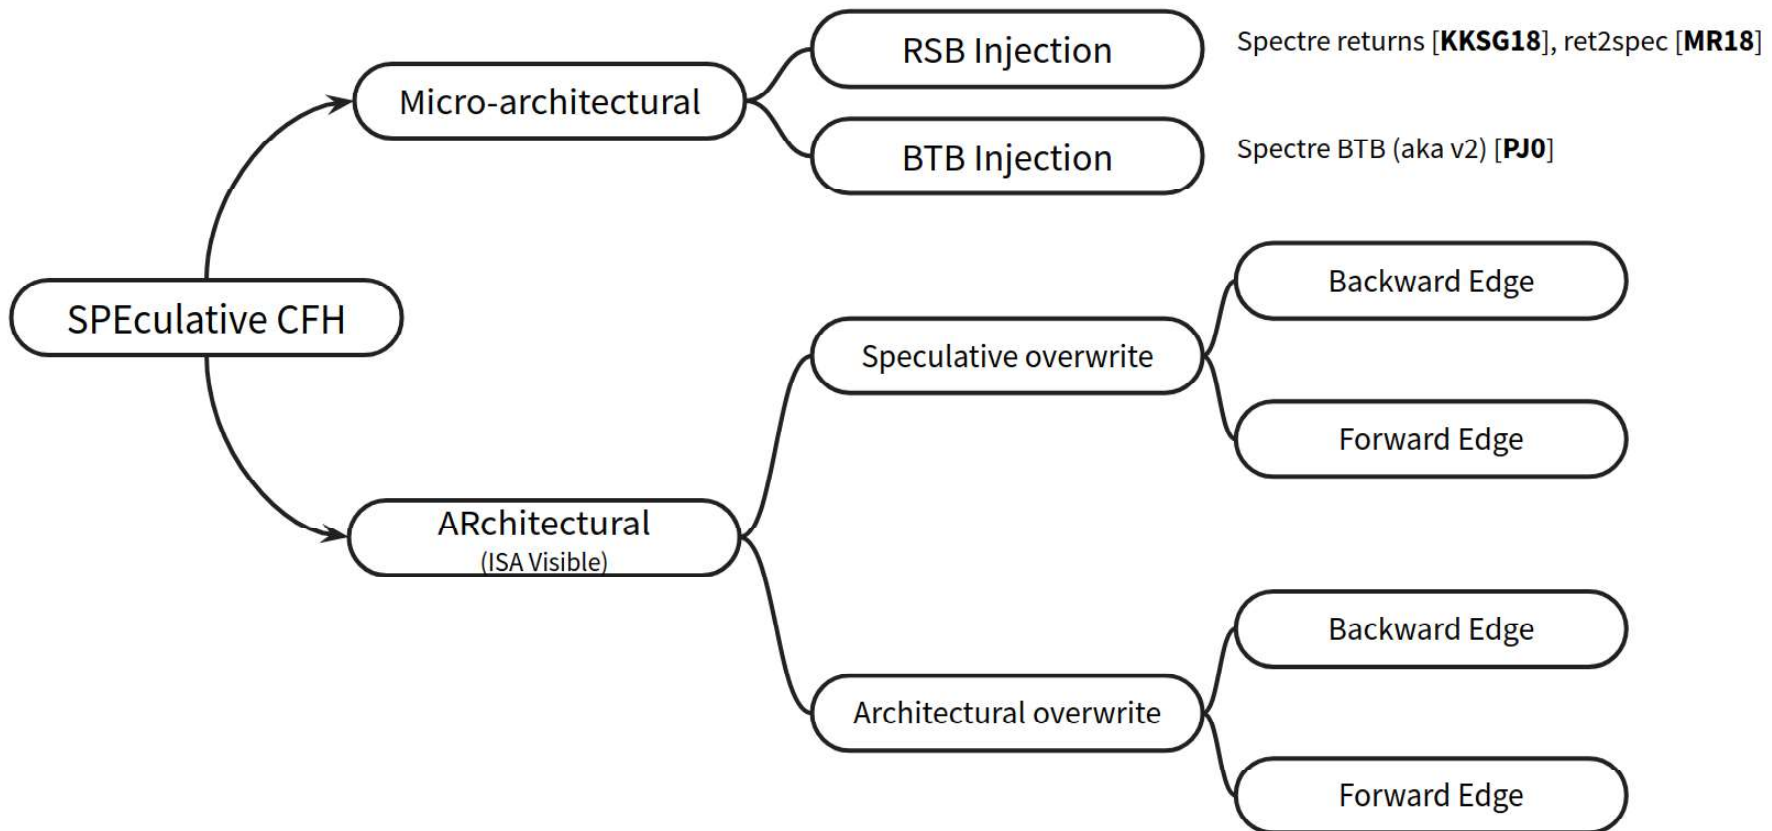 RSB Injection
Spectre returns [KKSG18], ret2spec [MR18]
Micro-architectural
BTB Injection
Spectre BTB (aka v2) [PJ0]
SPEculative CFH
Backward Edge
Speculative overwrite
Forward Edge
ARchitectural
(ISA Visible)
Backward Edge
Architectural overwrite
Forward Edge